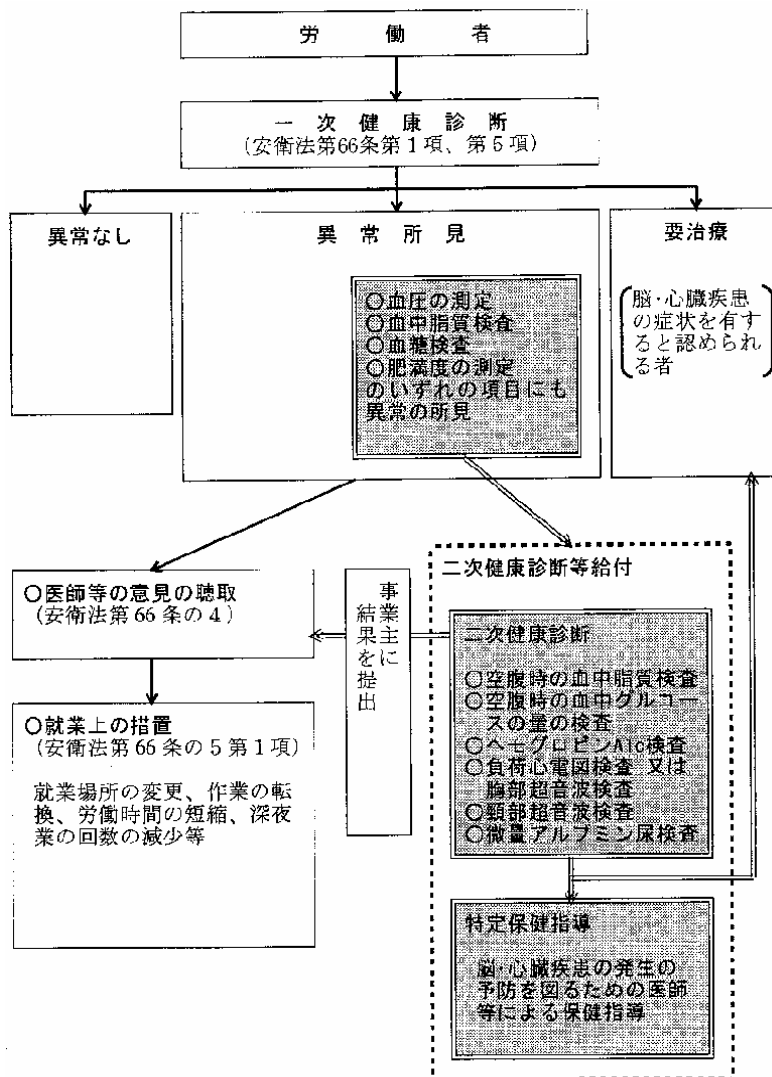 労働者
一次健康診断
(安衛法第66条第1項、第5項)
異常なし
異常所見
○血圧の測定
○血中脂質検査
○血糖検査
○肥満度の測定
のいずれの項目にも
異常の所見
要治療
脳・心臓疾患
の症状を有す
ると認められ
る者
○医師等の意見の聴取
(安衛法第66条の4)
事業主に
結果を提出
二次健康診断等給付
二次健康診断
○空腹時の血中脂質検査
○空腹時の血中グルコー
スの量の検査
○ヘモグロビンA1c検査
○負荷心電図検査 又は
胸部超音波検査
○頸部超音波検査
○微量アルブミン尿検査
○就業上の措置
(安衛法第66条の5第1項)
就業場所の変更、作業の転
換、労働時間の短縮、深夜
業の回数の減少等
特定保健指導
脳・心臓疾患の発生の
予防を図るための医師
等による保健指導